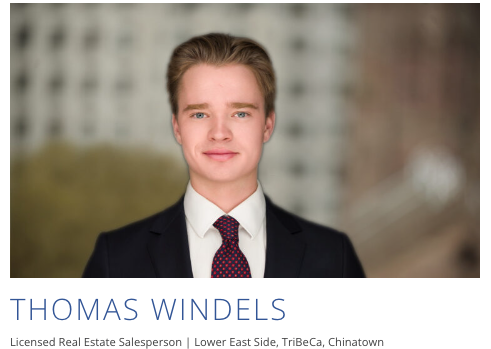 THOMAS WINDELS
Licensed Real Estate Salesperson | Lower East Side, TriBeCa, Chinatown